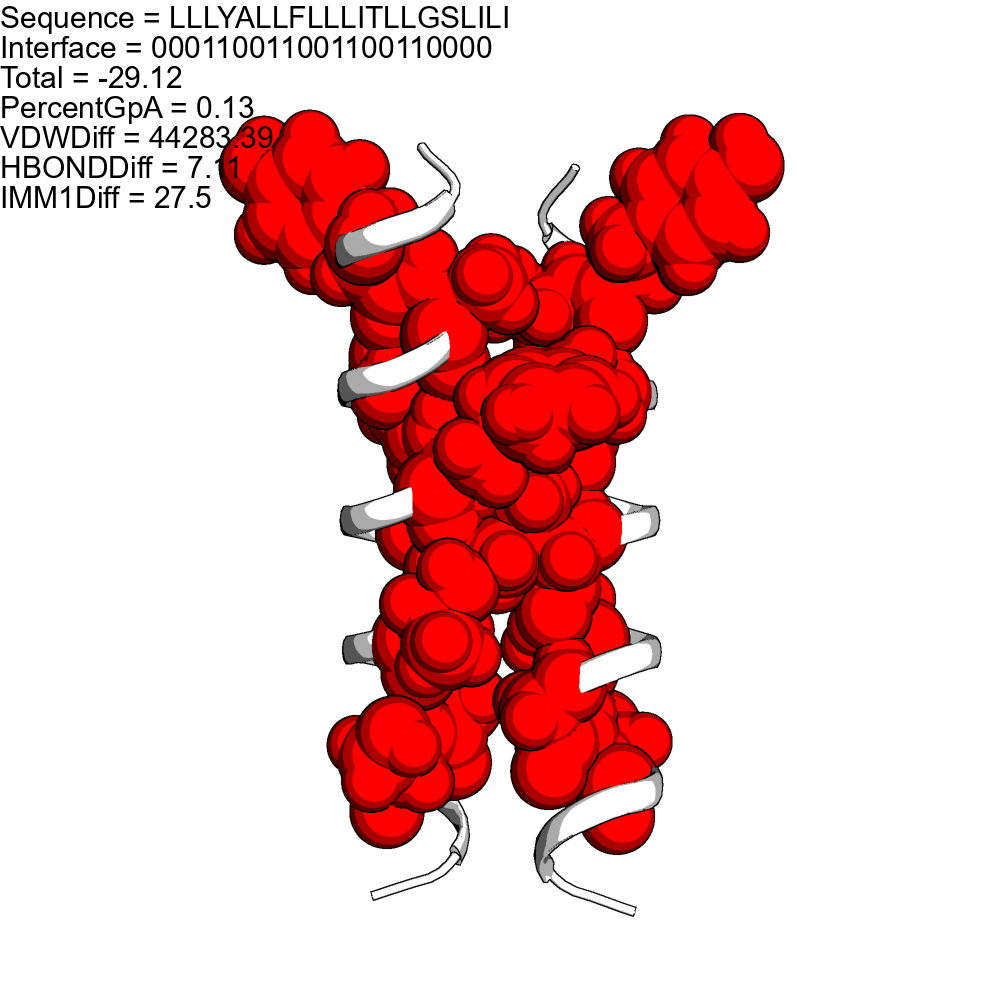 Sequence = LLLYALLFLLLITLLGSLILI
Interface = 000110011001100110000
Total = -29.12
PercentGpA = 0.13
VDWDiff = 44283.39
HBONDDiff = 7.11
IMM1Diff = 27.5